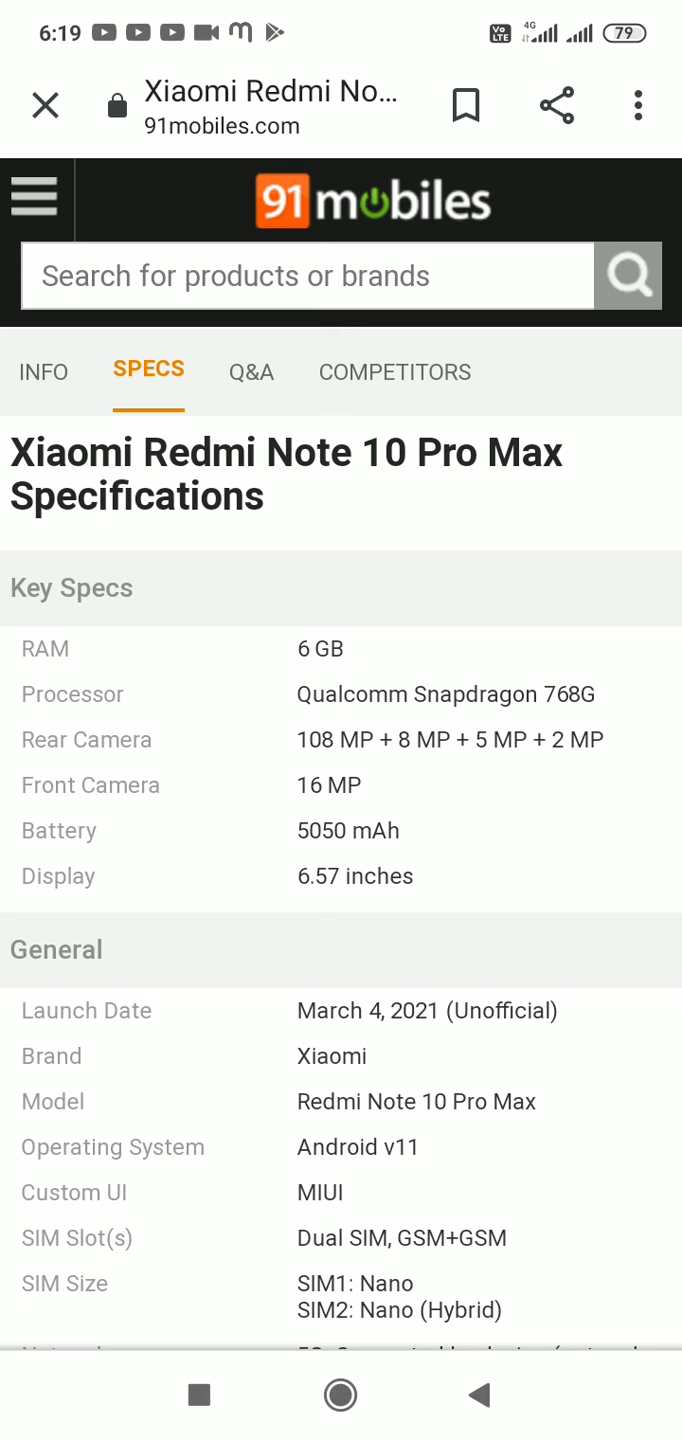 6:19
Vo LTE 4G 79
Xiaomi Redmi No...
91mobiles.com
91mobiles
Search for products or brands
INFO SPECS Q&A COMPETITORS
Xiaomi Redmi Note 10 Pro Max
Specifications
Key Specs
RAM 6 GB
Processor Qualcomm Snapdragon 768G
Rear Camera 108 MP + 8 MP + 5 MP + 2 MP
Front Camera 16 MP
Battery 5050 mAh
Display 6.57 inches
General
Launch Date March 4, 2021 (Unofficial)
Brand Xiaomi
Model Redmi Note 10 Pro Max
Operating System Android v11
Custom UI MIUI
SIM Slot(s) Dual SIM, GSM+GSM
SIM Size SIM1: Nano
SIM2: Nano (Hybrid)